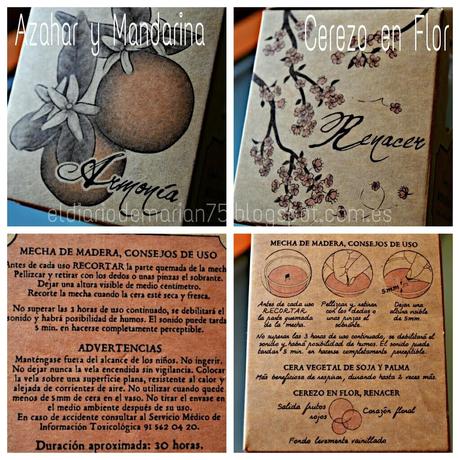 Azahar y Mandarina
Armonía
Cerezo en Flor
Renacer
eldiariodemarian75.blogspot.com.es
MECHA DE MADERA, CONSEJOS DE USO
Antes de cada uso RECORTAR la parte quemada de la mecha
Pellizcar y retirar con los dedos o unas pinzas el sobrante.
Dejar una altura visible de medio centímetro.
Recorte la mecha cuando la cera esté seca y fresca.
No superar las 3 horas de uso continuado, se debilitará el
sonido y habrá posibilidad de humos. El sonido puede tardar
5 min. en hacerse completamente perceptible.
ADVERTENCIAS
Manténgase fuera del alcance de los niños. No ingerir.
No dejar nunca la vela encendida sin vigilancia. Colocar
la vela sobre una superficie plana, resistente al calor y
alejada de corrientes de aire. No utilizar cuando quede
menos de 5 mm de cera en el vaso. No tirar el envase en
el medio ambiente después de su uso.
En caso de accidente consultar al Servicio Médico de
Información Toxicológica 91 562 04 20.
Duración aproximada: 30 horas.
MECHA DE MADERA, CONSEJOS DE USO
5mm
Antes de cada uso RECORTAR la parte quemada de la mecha.
Pellizcar y retirar con los dedos o unas pinzas el sobrante.
Dejar una altura visible de 5mm
No superar las 3 horas de uso continuado, se debilitará el
sonido y habrá posibilidad de humos. El sonido puede
tardar 5 min. en hacerse completamente perceptible.
CERA VEGETAL DE SOJA Y PALMA
Más beneficiosa de respirar, durando hasta 2 veces más.
CEREZO EN FLOR, RENACER
Salida frutos rojos
Corazón floral
Fondo levemente vainillado